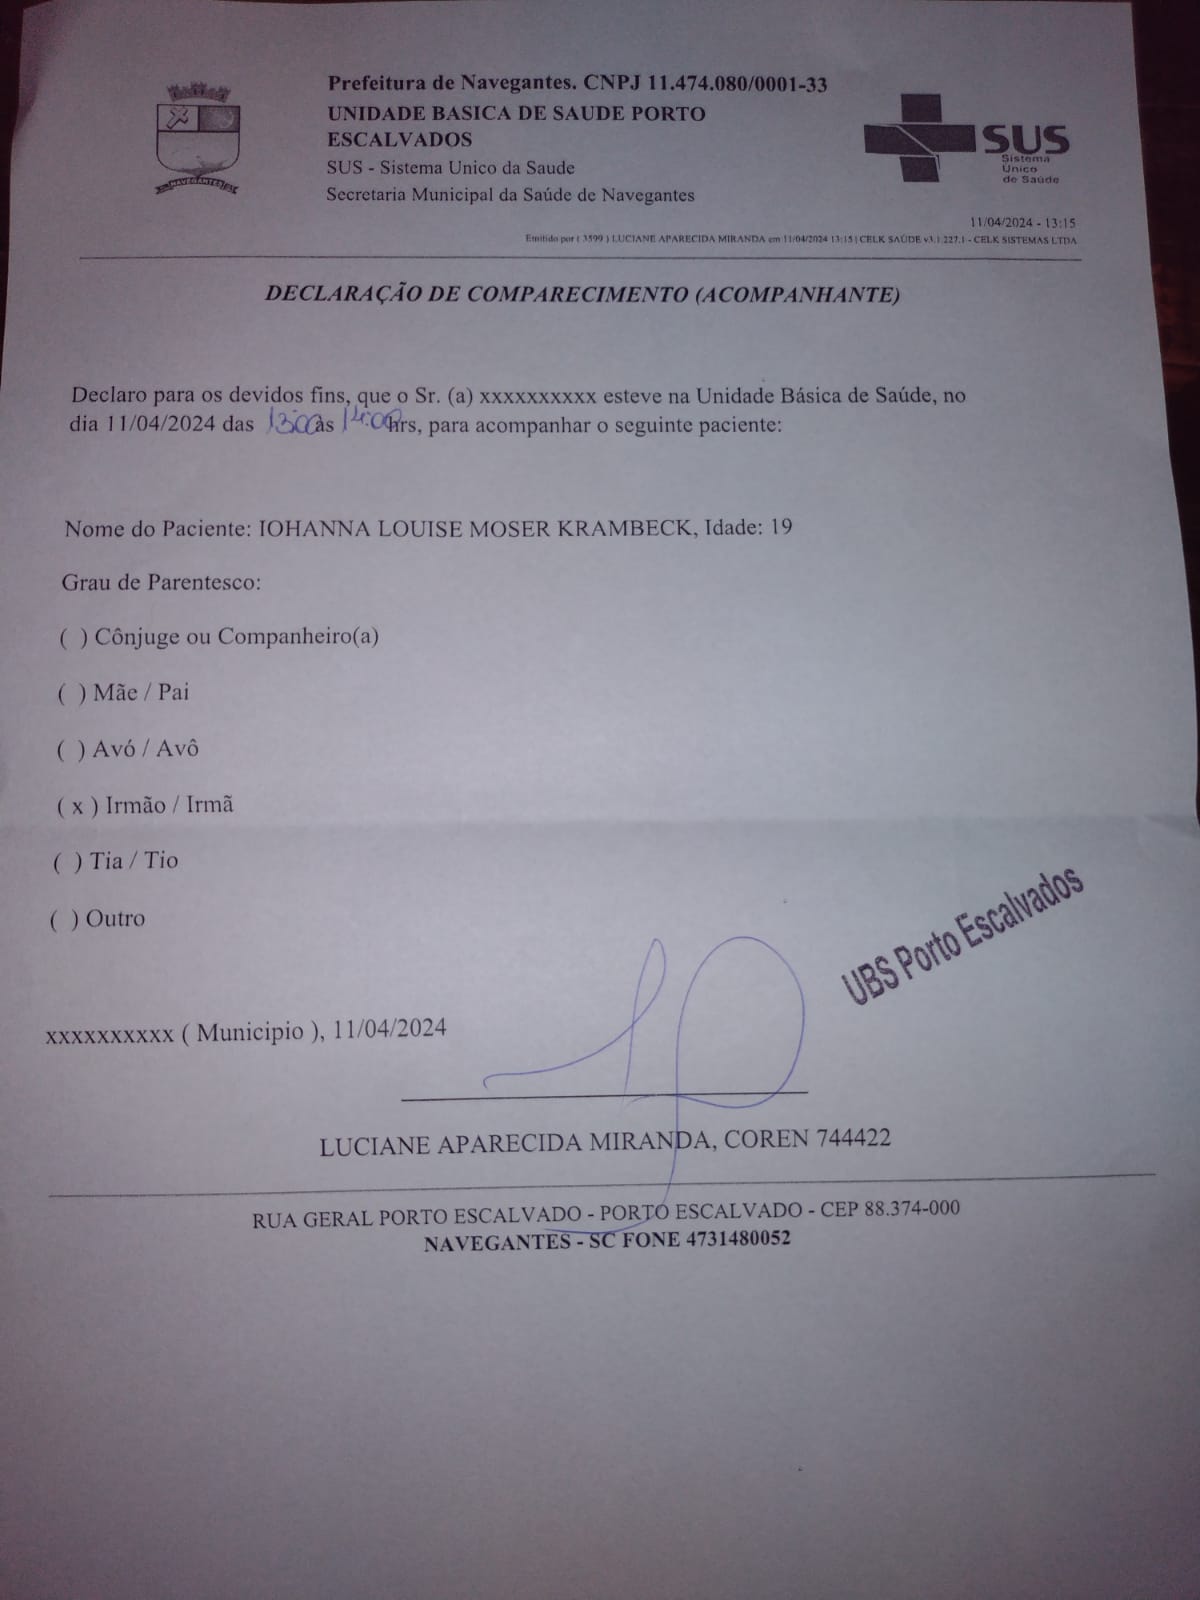 Prefeitura de Navegantes. CNPJ 11.474.080/0001-33
UNIDADE BASICA DE SAUDE PORTO
ESCALVADOS
SUS - Sistema Unico da Saude
Secretaria Municipal da Saúde de Navegantes
NAVEGANTES
SUS
Sistema
Único
de Saúde
11/04/2024 - 13:15
Emitido por ( 3599 ) LUCIANE APARECIDA MIRANDA em 11/04/2024 13:15 | CELK SAÚDE v3.1.227.1 - CELK SISTEMAS LTDA
DECLARAÇÃO DE COMPARECIMENTO (ACOMPANHANTE)
Declaro para os devidos fins, que o Sr. (a) xxxxxxxxxx esteve na Unidade Básica de Saúde, no
dia 11/04/2024 das 13:00 às 14:00 hrs, para acompanhar o seguinte paciente:
Nome do Paciente: IOHANNA LOUISE MOSER KRAMBECK, Idade: 19
Grau de Parentesco:
( ) Cônjuge ou Companheiro(a)
( ) Mãe / Pai
( ) Avó / Avô
( x ) Irmão / Irmã
( ) Tia / Tio
( ) Outro
UBS Porto Escalvados
xxxxxxxxxx ( Municipio ), 11/04/2024
LUCIANE APARECIDA MIRANDA, COREN 744422
RUA GERAL PORTO ESCALVADO - PORTO ESCALVADO - CEP 88.374-000
NAVEGANTES - SC FONE 4731480052